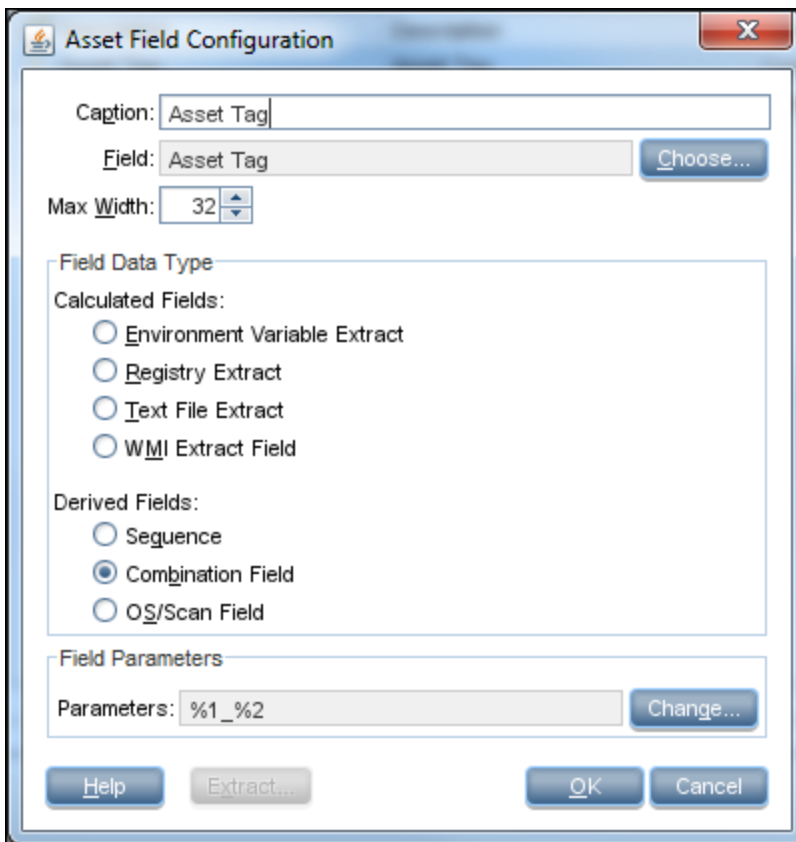 Asset Field Configuration
Caption: Asset Tag
Field: Asset Tag Choose...
Max Width: 32
Field Data Type
Calculated Fields:
Environment Variable Extract
Registry Extract
Text File Extract
WMI Extract Field
Derived Fields:
Sequence
Combination Field
OS/Scan Field
Field Parameters
Parameters: %1_%2 Change...
Help Extract... OK Cancel